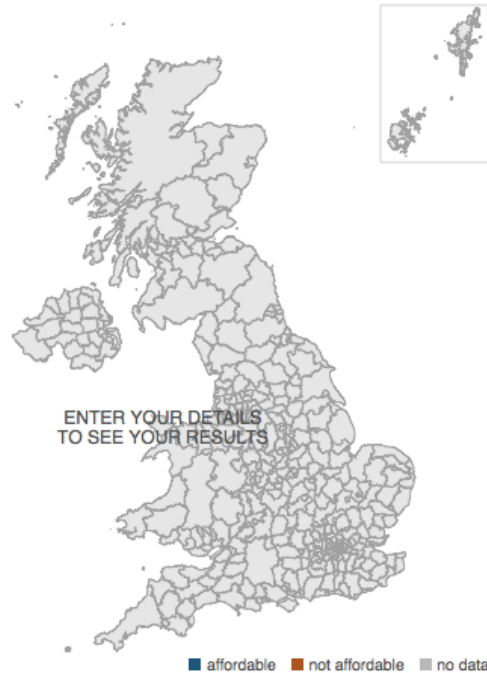 ENTER YOUR DETAILS
TO SEE YOUR RESULTS
affordable not affordable no data